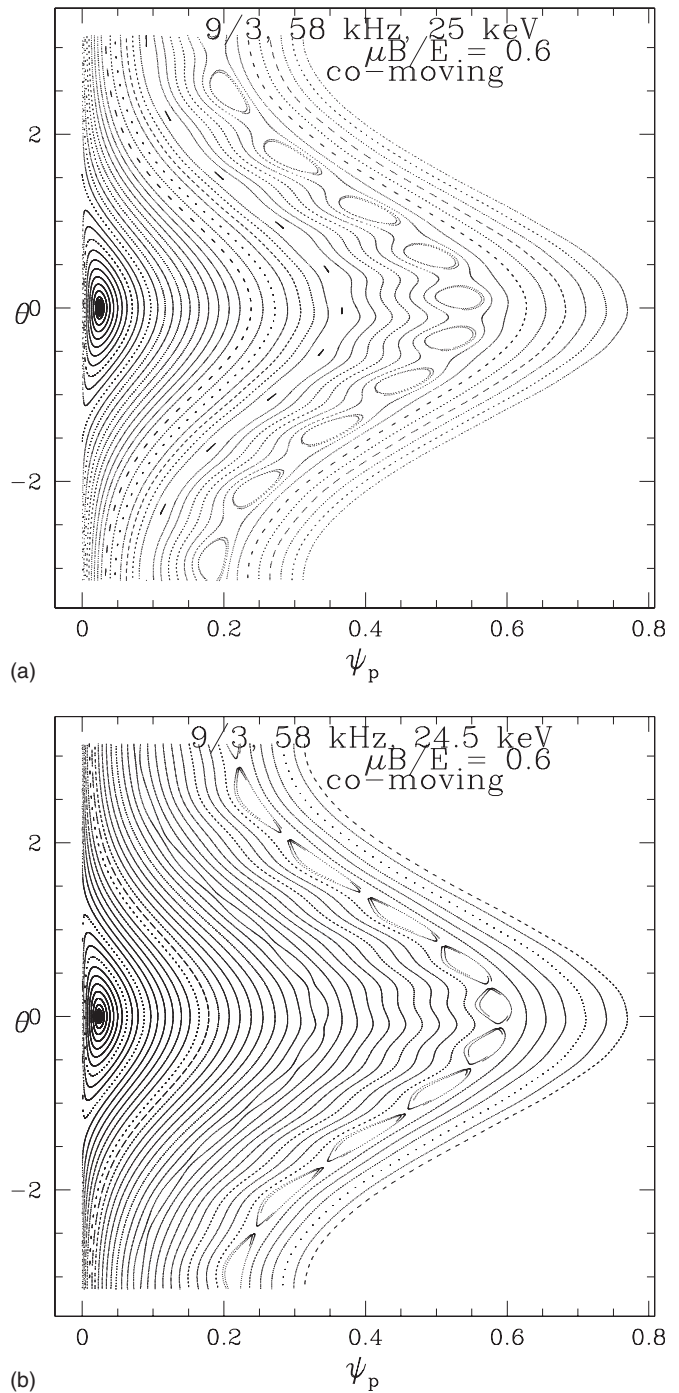 9/3, 58 kHz, 25 keV
μB/E = 0.6
co-moving
2
θ0
-2
0 0.2 0.4 0.6 0.8
ψp
(a)
9/3, 58 kHz, 24.5 keV
μB/E = 0.6
co-moving
2
θ0
-2
0 0.2 0.4 0.6 0.8
ψp
(b)